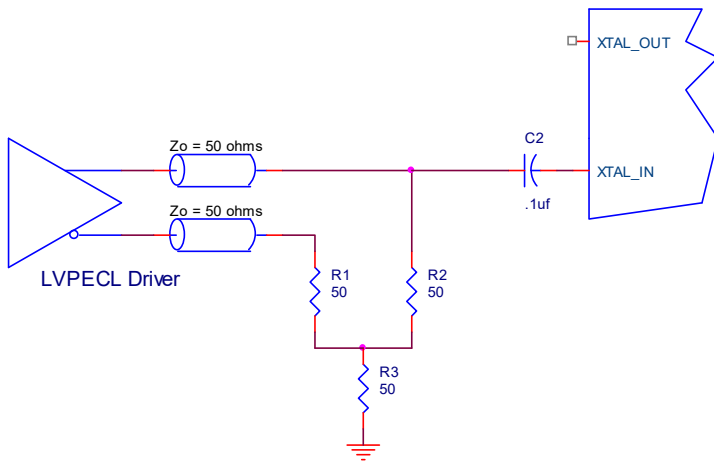 XTAL_OUT
Zo = 50 ohms
C2
XTAL_IN
.1uf
Zo = 50 ohms
LVPECL Driver
R1
50
R2
50
R3
50